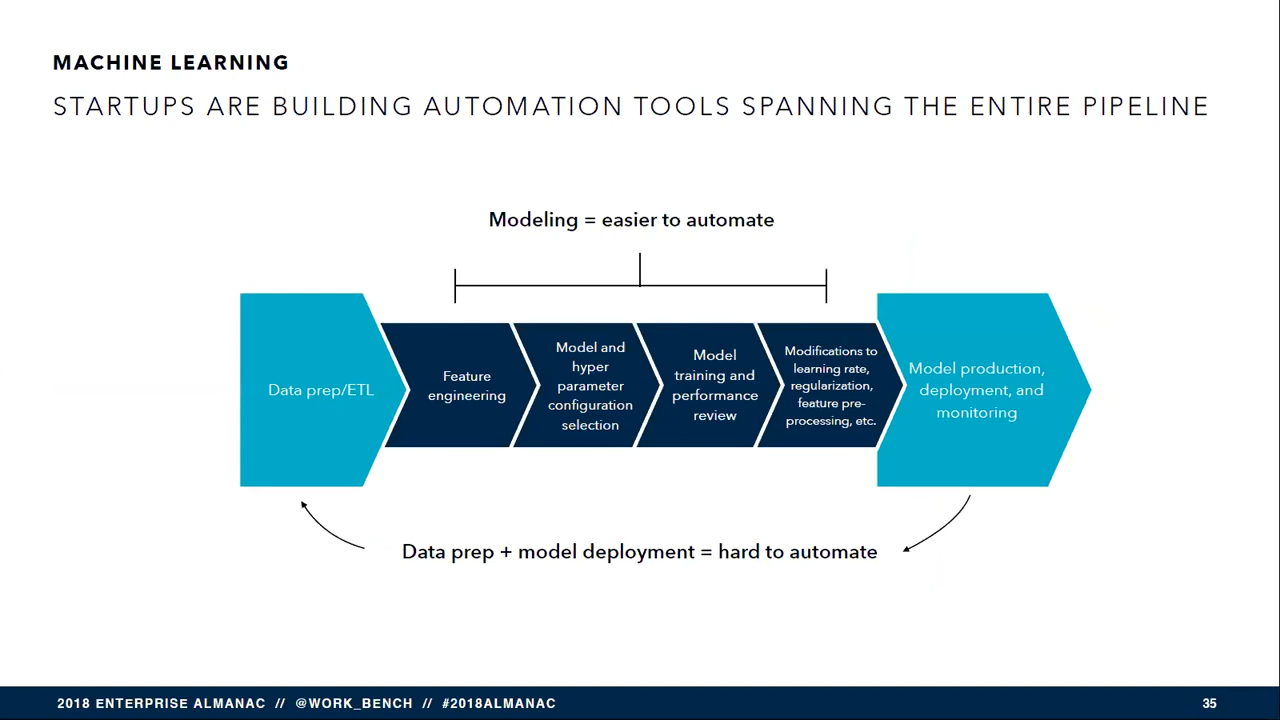 MACHINE LEARNING
STARTUPS ARE BUILDING AUTOMATION TOOLS SPANNING THE ENTIRE PIPELINE
Modeling = easier to automate
Data prep/ETL
Feature
engineering
Model and
hyper
parameter
configuration
selection
Model
training and
performance
review
Modifications to
learning rate,
regularization,
feature pre-
processing, etc.
Model production,
deployment, and
monitoring
Data prep + model deployment = hard to automate
2018 ENTERPRISE ALMANAC // @WORK_BENCH // #2018ALMANAC
35